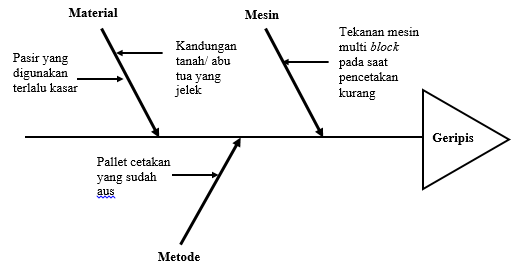 Material
Mesin
Pasir yang
digunakan
terlalu kasar
Kandungan
tanah/ abu
tua yang
jelek
Tekanan mesin
multi block
pada saat
pencetakan
kurang
Geripis
Pallet cetakan
yang sudah
aus
Metode